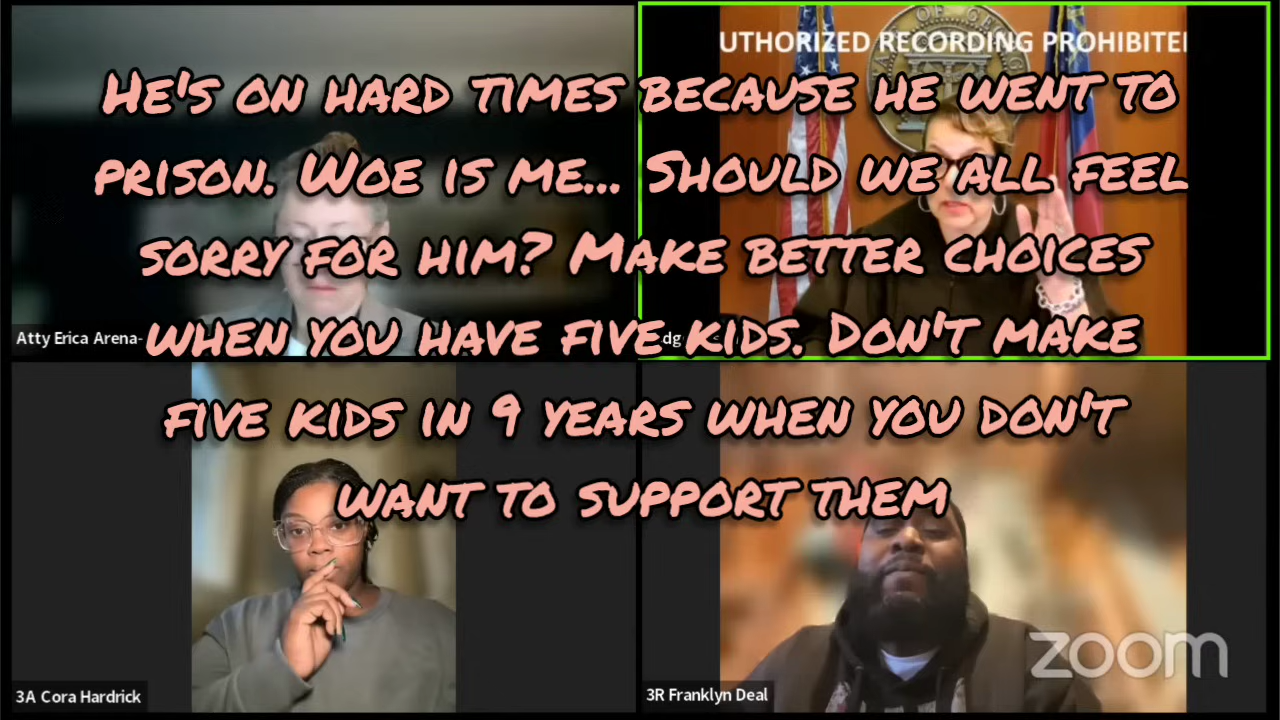 UTHORIZED RECORDING PROHIBITE
He's on hard times because he went to
prison. Woe is me... Should we all feel
sorry for him? Make better choices
when you have five kids. Don't make
five kids in 9 years when you don't
want to support them
Atty Erica Arena-
3A Cora Hardrick
3R Franklyn Deal
zoom